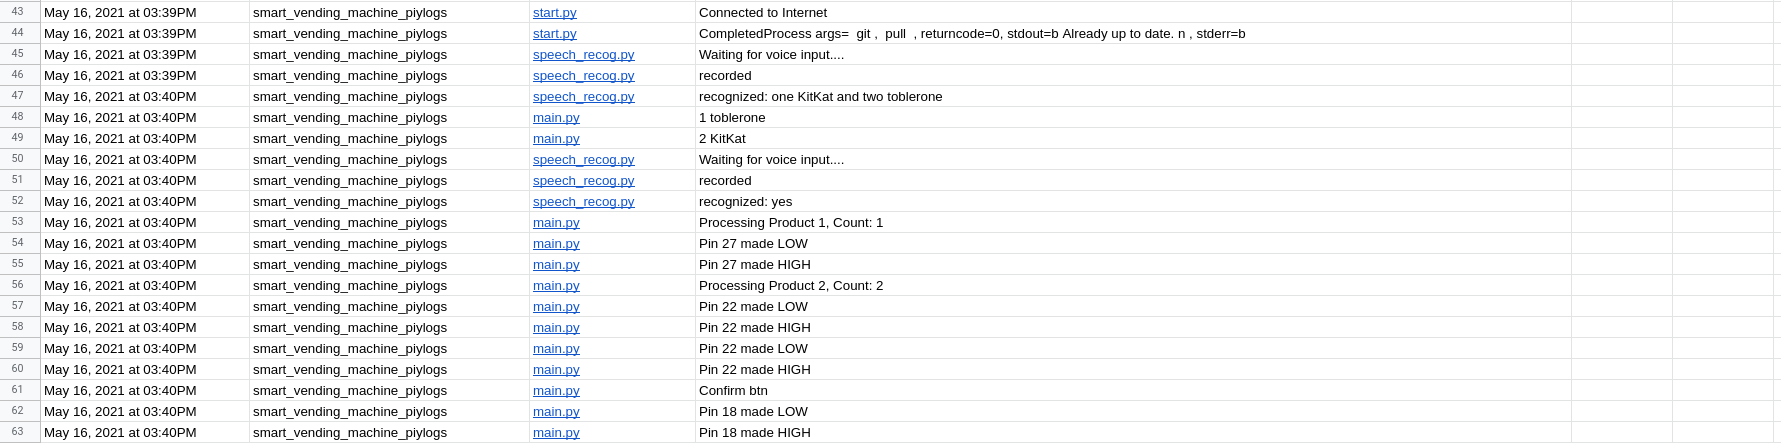 43 May 16, 2021 at 03:39PM smart_vending_machine_piylogs start.py Connected to Internet
44 May 16, 2021 at 03:39PM smart_vending_machine_piylogs start.py CompletedProcess args=  git ,  pull  , returncode=0, stdout=b Already up to date. n , stderr=b
45 May 16, 2021 at 03:39PM smart_vending_machine_piylogs speech_recog.py Waiting for voice input....
46 May 16, 2021 at 03:39PM smart_vending_machine_piylogs speech_recog.py recorded
47 May 16, 2021 at 03:40PM smart_vending_machine_piylogs speech_recog.py recognized: one KitKat and two toblerone
48 May 16, 2021 at 03:40PM smart_vending_machine_piylogs main.py 1 toblerone
49 May 16, 2021 at 03:40PM smart_vending_machine_piylogs main.py 2 KitKat
50 May 16, 2021 at 03:40PM smart_vending_machine_piylogs speech_recog.py Waiting for voice input....
51 May 16, 2021 at 03:40PM smart_vending_machine_piylogs speech_recog.py recorded
52 May 16, 2021 at 03:40PM smart_vending_machine_piylogs speech_recog.py recognized: yes
53 May 16, 2021 at 03:40PM smart_vending_machine_piylogs main.py Processing Product 1, Count: 1
54 May 16, 2021 at 03:40PM smart_vending_machine_piylogs main.py Pin 27 made LOW
55 May 16, 2021 at 03:40PM smart_vending_machine_piylogs main.py Pin 27 made HIGH
56 May 16, 2021 at 03:40PM smart_vending_machine_piylogs main.py Processing Product 2, Count: 2
57 May 16, 2021 at 03:40PM smart_vending_machine_piylogs main.py Pin 22 made LOW
58 May 16, 2021 at 03:40PM smart_vending_machine_piylogs main.py Pin 22 made HIGH
59 May 16, 2021 at 03:40PM smart_vending_machine_piylogs main.py Pin 22 made LOW
60 May 16, 2021 at 03:40PM smart_vending_machine_piylogs main.py Pin 22 made HIGH
61 May 16, 2021 at 03:40PM smart_vending_machine_piylogs main.py Confirm btn
62 May 16, 2021 at 03:40PM smart_vending_machine_piylogs main.py Pin 18 made LOW
63 May 16, 2021 at 03:40PM smart_vending_machine_piylogs main.py Pin 18 made HIGH